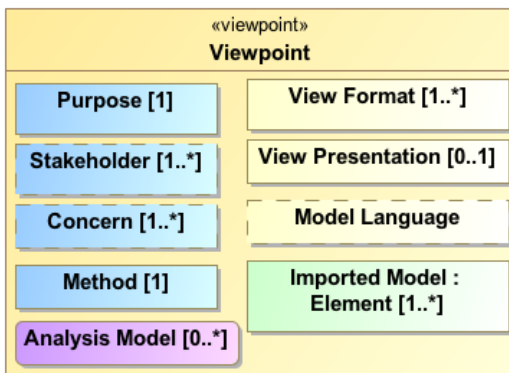 «viewpoint»
Viewpoint
Purpose [1]
Stakeholder [1..*]
Concern [1..*]
Method [1]
Analysis Model [0..*]
View Format [1..*]
View Presentation [0..1]
Model Language
Imported Model :
Element [1..*]